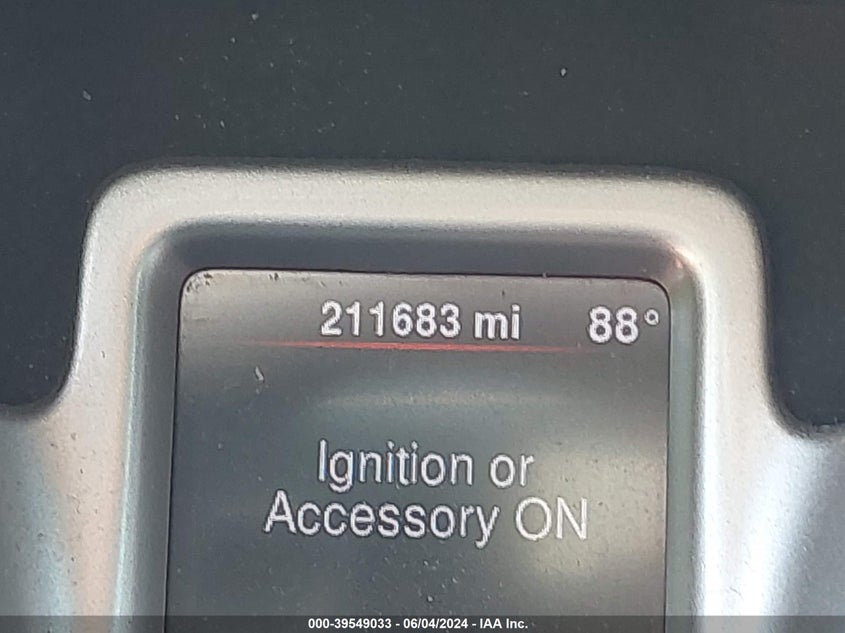 211683 mi 88°
Ignition or
Accessory ON
000-39549033 - 06/04/2024 - IAA Inc.